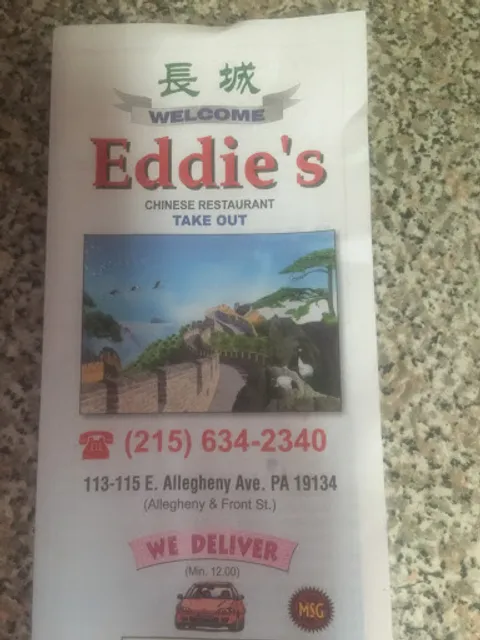 長城
WELCOME
Eddie's
CHINESE RESTAURANT
TAKE OUT
(215) 634-2340
113-115 E. Allegheny Ave. PA 19134
(Allegheny & Front St.)
WE DELIVER
(Min. 12.00)
MSG